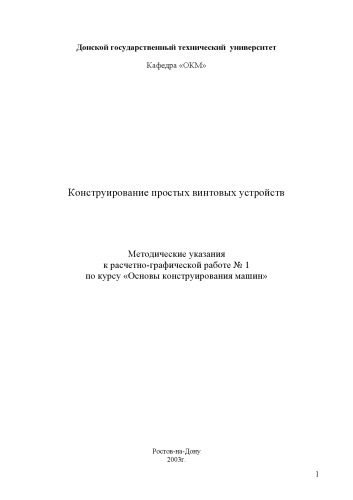 Донской государственный технический университет
Кафедра «ОКМ»
Конструирование простых винтовых устройств
Методические указания
к расчетно-графической работе № 1
по курсу «Основы конструирования машин»
Ростов-на-Дону
2003г.
1